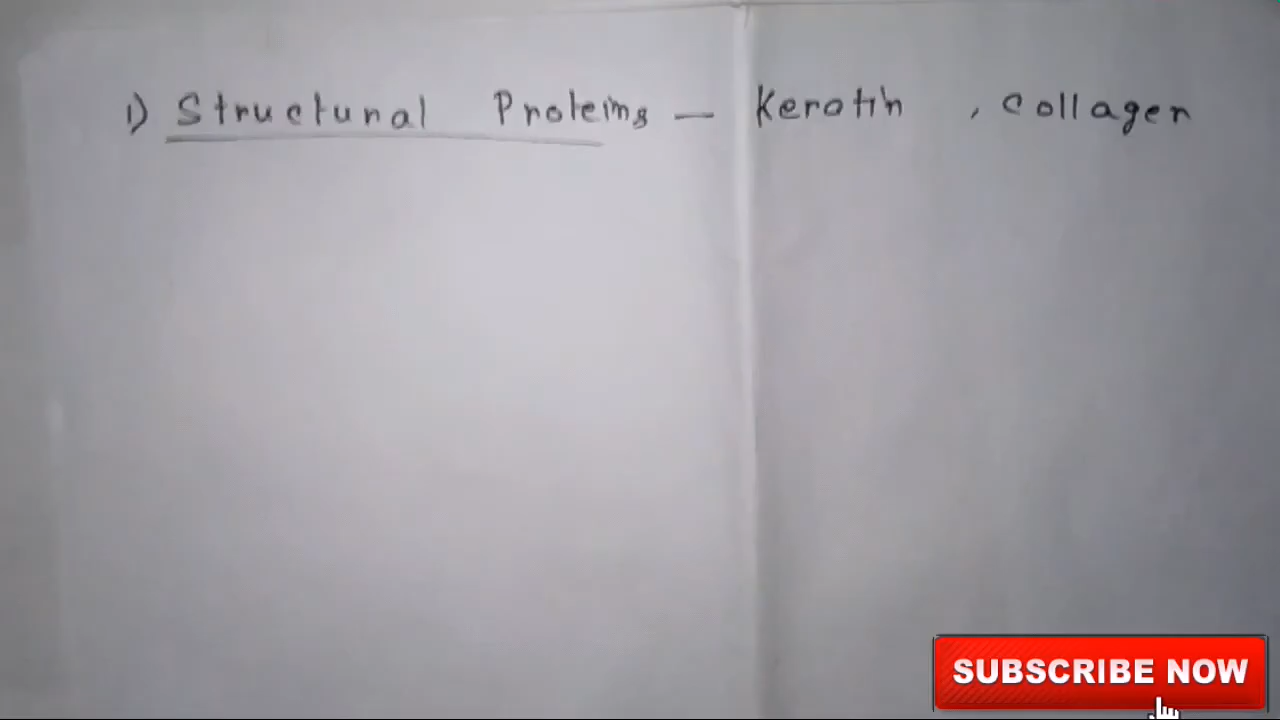 1) Structural Proteins — Keratin , Collagen
SUBSCRIBE NOW